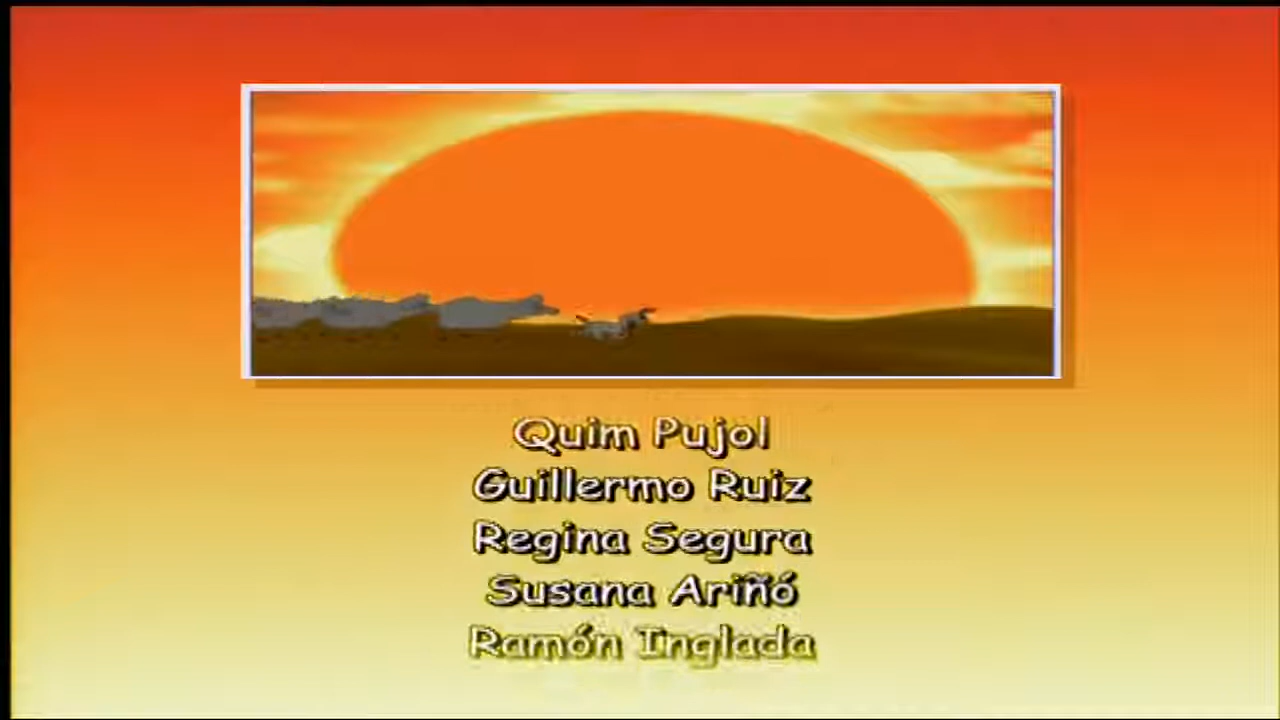 Quim Pujol
Guillermo Ruiz
Regina Segura
Susana Ariñó
Ramón Inglada